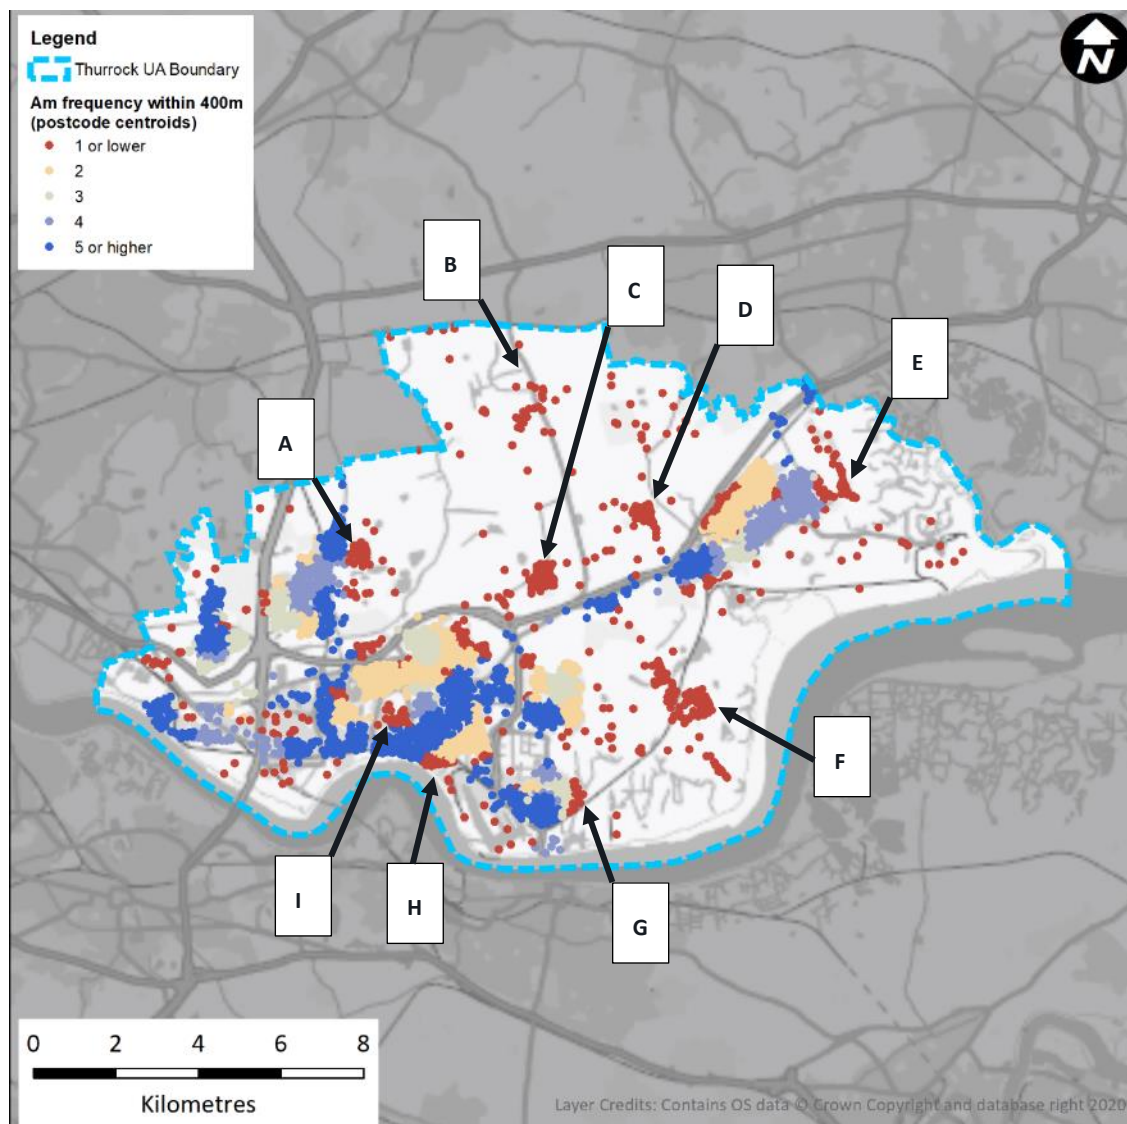 Legend
Thurrock UA Boundary
Am frequency within 400m
(postcode centroids)
1 or lower
2
3
4
5 or higher
N
B
C
D
E
A
F
I
H
G
0 2 4 6 8
Kilometres
Layer Credits: Contains OS data © Crown Copyright and database right 2020